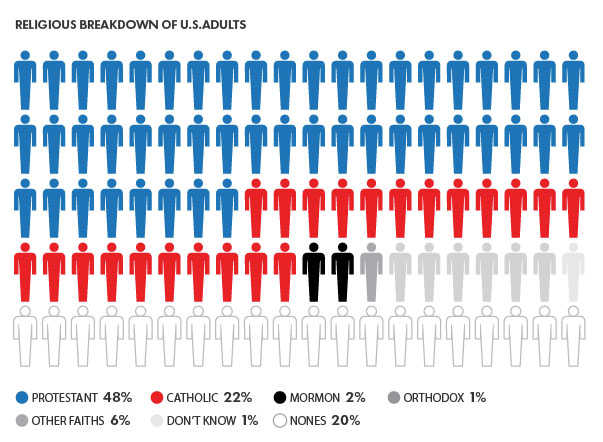 RELIGIOUS BREAKDOWN OF U.S.ADULTS
PROTESTANT 48% CATHOLIC 22% MORMON 2% ORTHODOX 1%
OTHER FAITHS 6% DON'T KNOW 1% NONES 20%